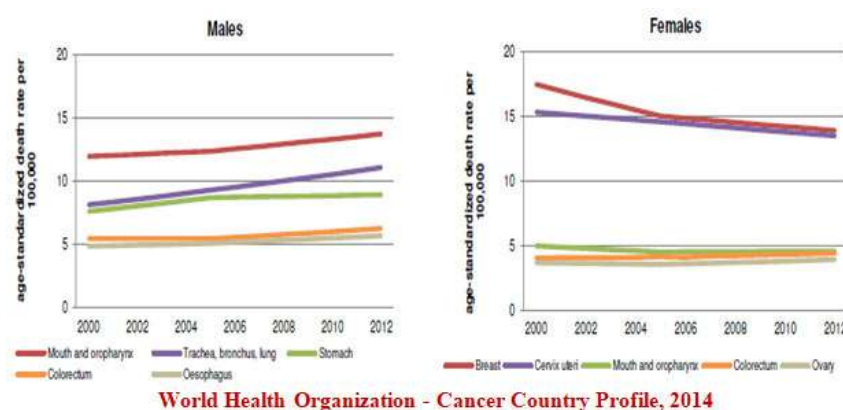 Males
age-standardized death rate per
100,000
20
15
10
5
0
2000 2002 2004 2006 2008 2010 2012
Mouth and oropharynx Trachea, bronchus, lung Stomach
Colorectum Oesophagus
Females
age-standardized death rate per
100,000
20
15
10
5
0
2000 2002 2004 2006 2008 2010 2012
Breast Cervix uteri Mouth and oropharynx Colorectum Ovary
World Health Organization - Cancer Country Profile, 2014